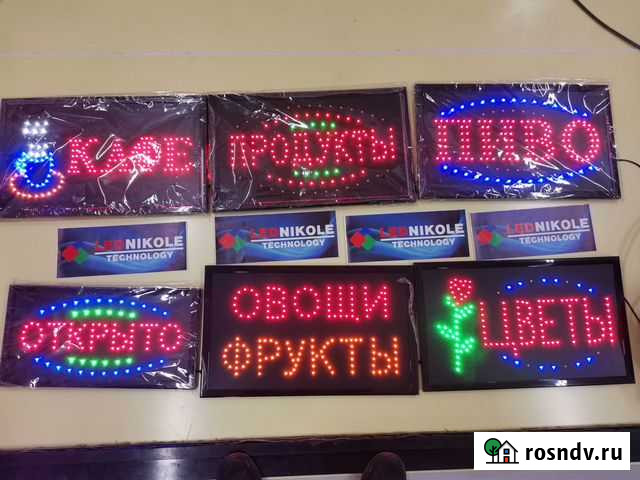 КАФЕ
ПРОДУКТЫ
ПИВО
LEDNIKOLE
TECHNOLOGY
LEDNIKOLE
TECHNOLOGY
LEDNIKOLE
TECHNOLOGY
LEDNIKOLE
TECHNOLOGY
ОТКРЫТО
ОВОЩИ
ФРУКТЫ
ЦВЕТЫ
rosndv.ru